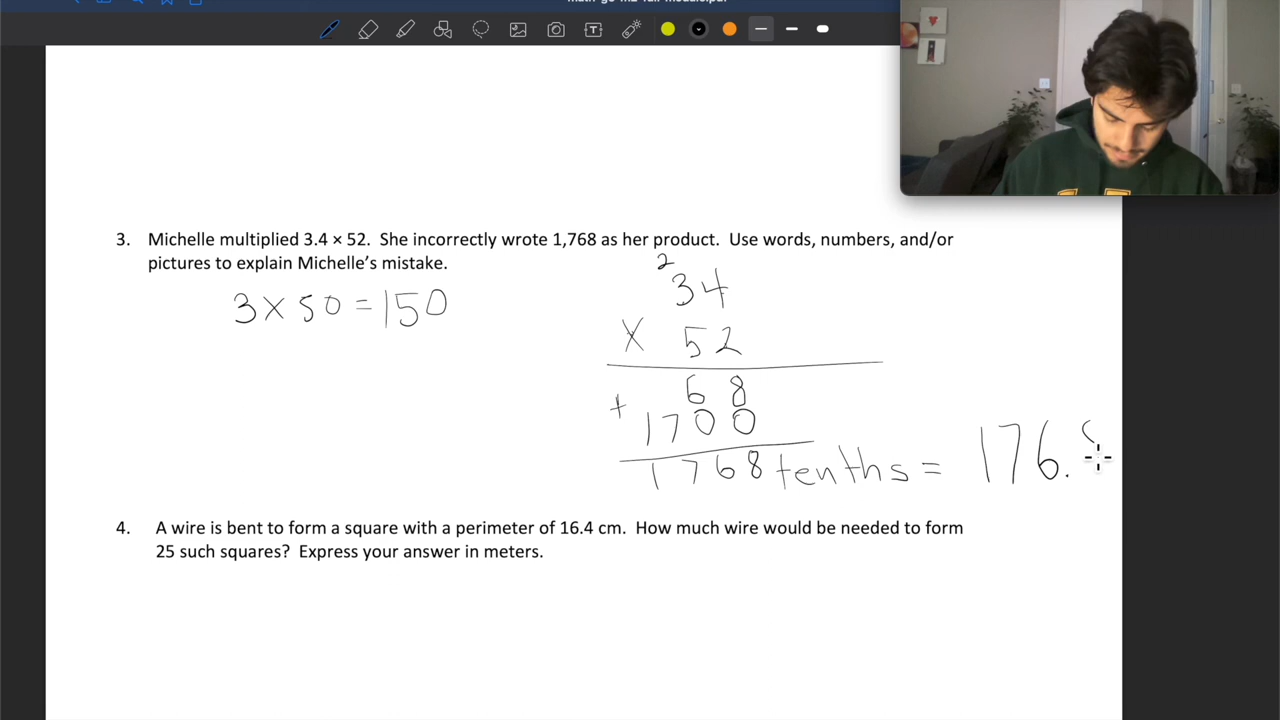 3. Michelle multiplied 3.4 × 52. She incorrectly wrote 1,768 as her product. Use words, numbers, and/or
pictures to explain Michelle's mistake.
3 × 50 = 150
2
34
× 52
68
+ 1700
1768 tenths = 176.
4. A wire is bent to form a square with a perimeter of 16.4 cm. How much wire would be needed to form
25 such squares? Express your answer in meters.